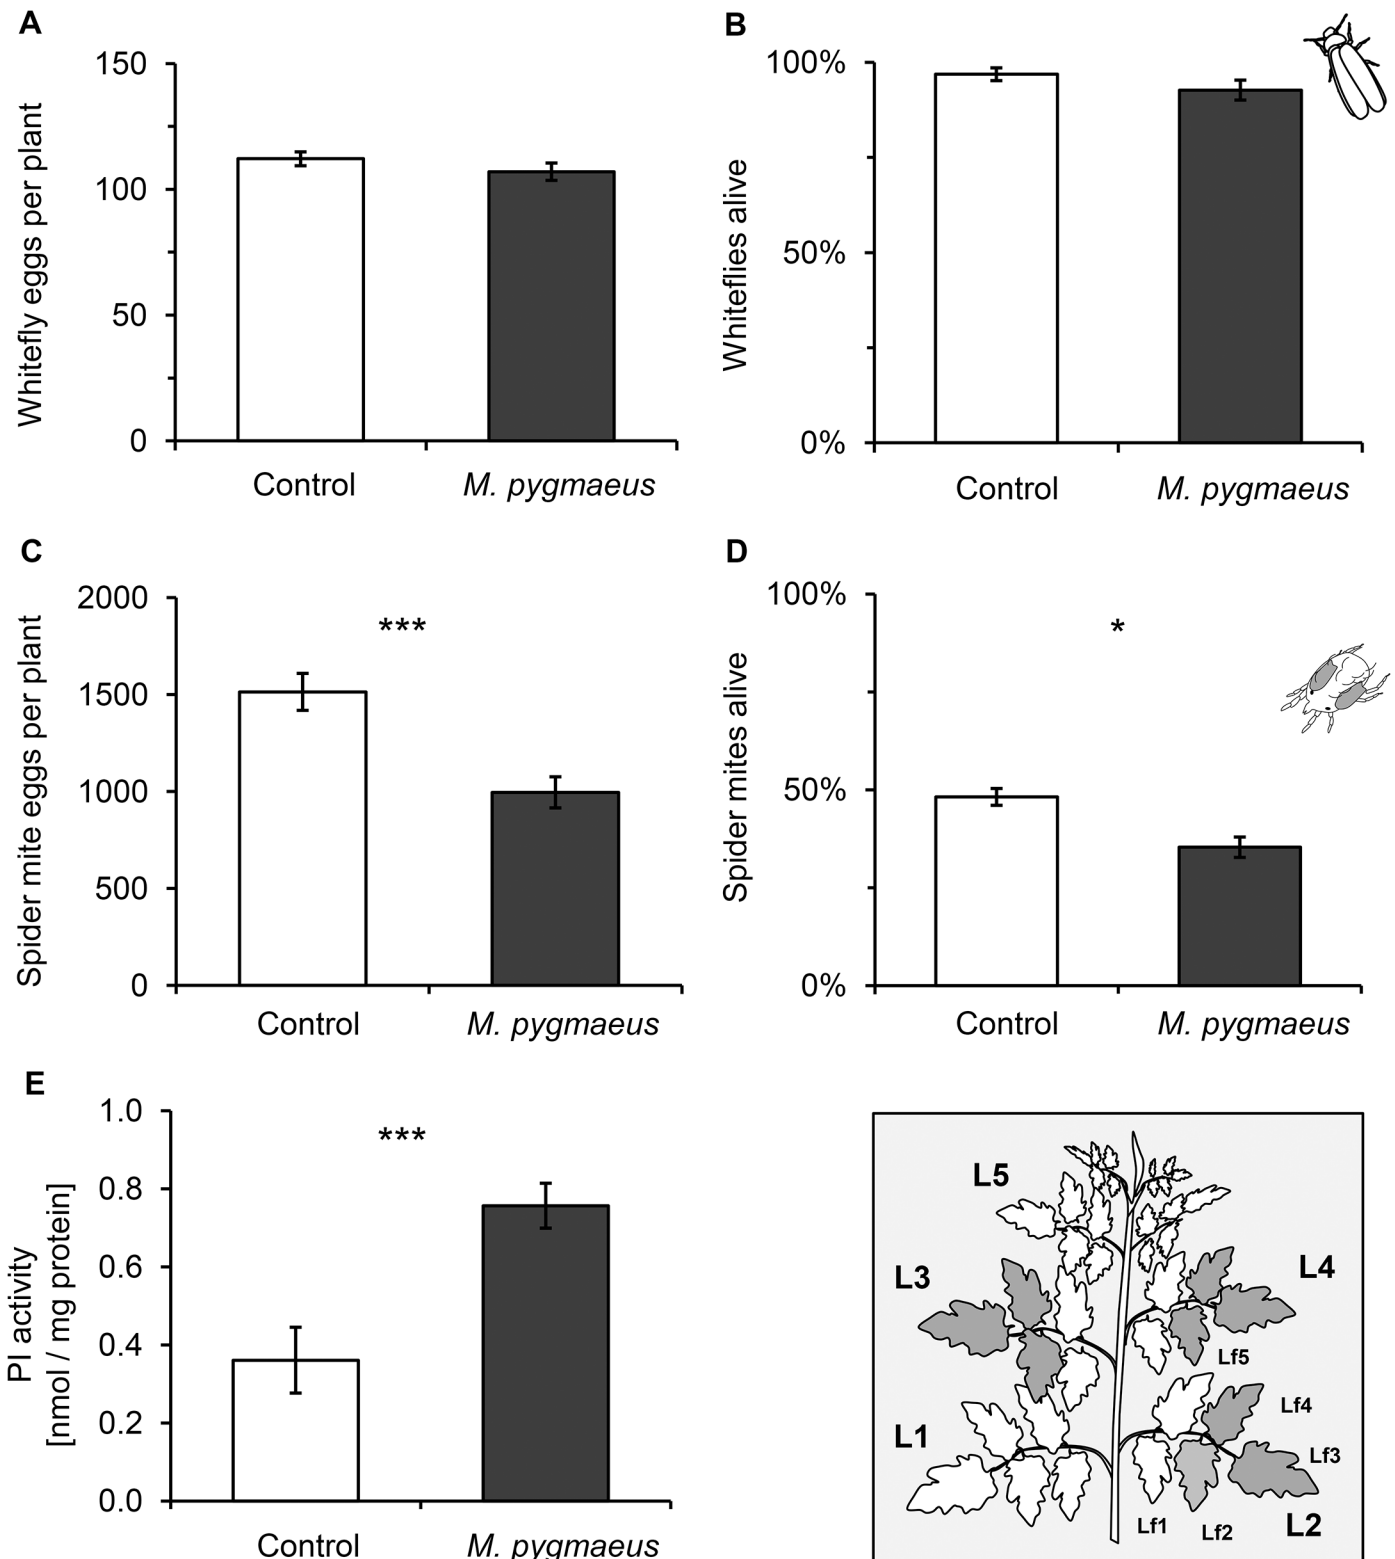 A
Whitefly eggs per plant
150
100
50
0
Control
M. pygmaeus
B
Whiteflies alive
100%
50%
0%
Control
M. pygmaeus
C
Spider mite eggs per plant
2000
1500
1000
500
0
***
Control
M. pygmaeus
D
Spider mites alive
100%
50%
0%
*
Control
M. pygmaeus
E
PI activity
[nmol / mg protein]
1.0
0.8
0.6
0.4
0.2
0.0
***
Control
M. pygmaeus
L5
L3
L4
Lf5
Lf4
L1
Lf3
Lf1
Lf2
L2